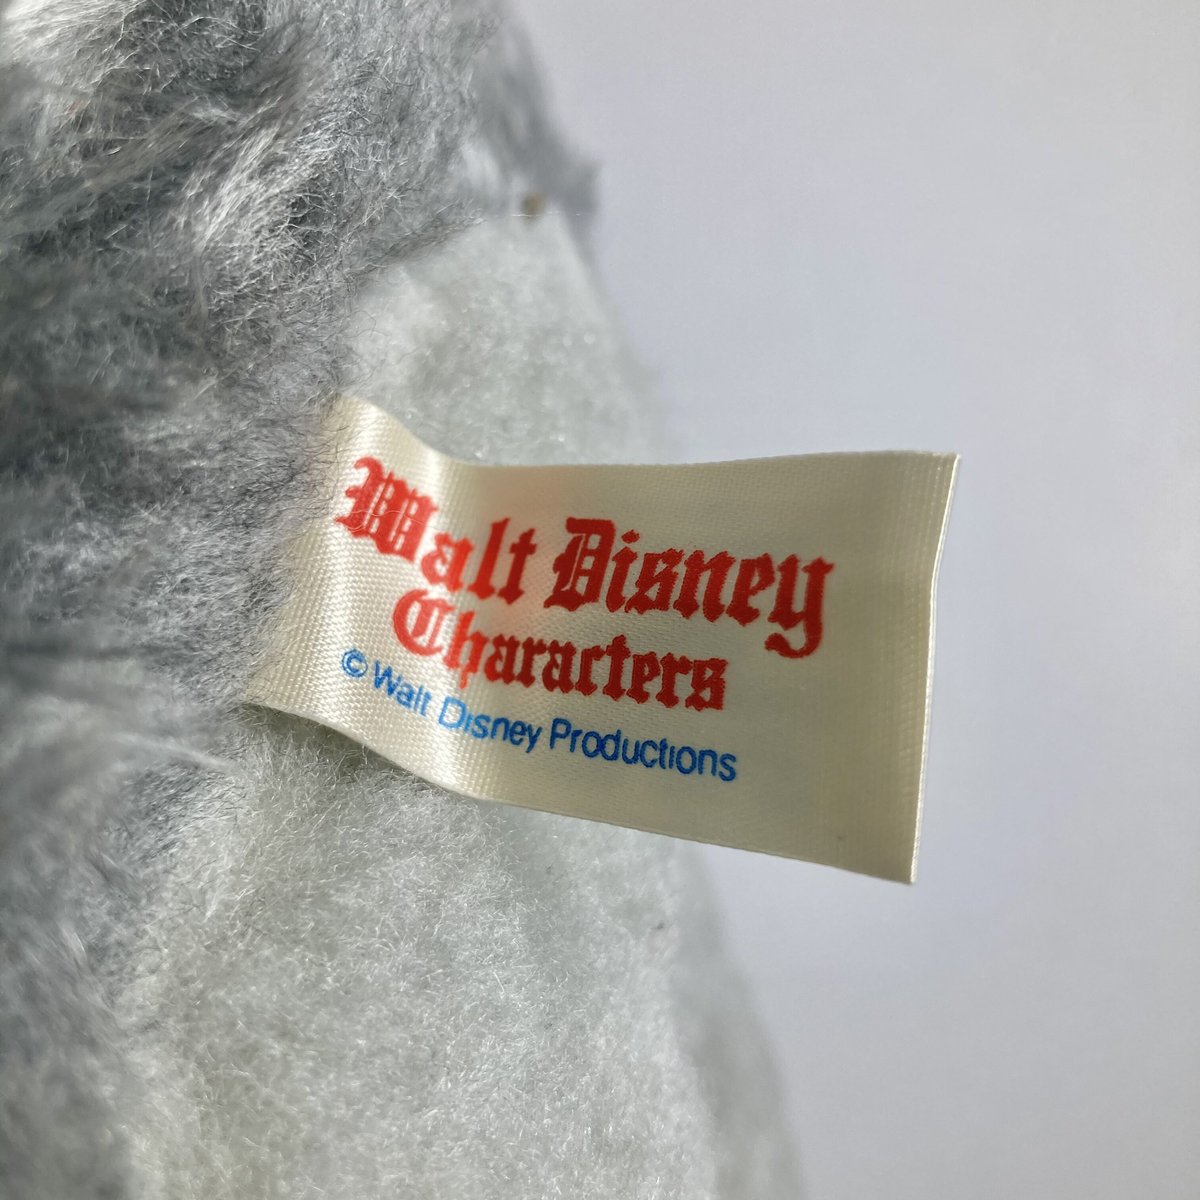 Walt Disney
Characters
© Walt Disney Productions